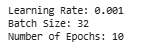 Learning Rate: 0.001
Batch Size: 32
Number of Epochs: 10